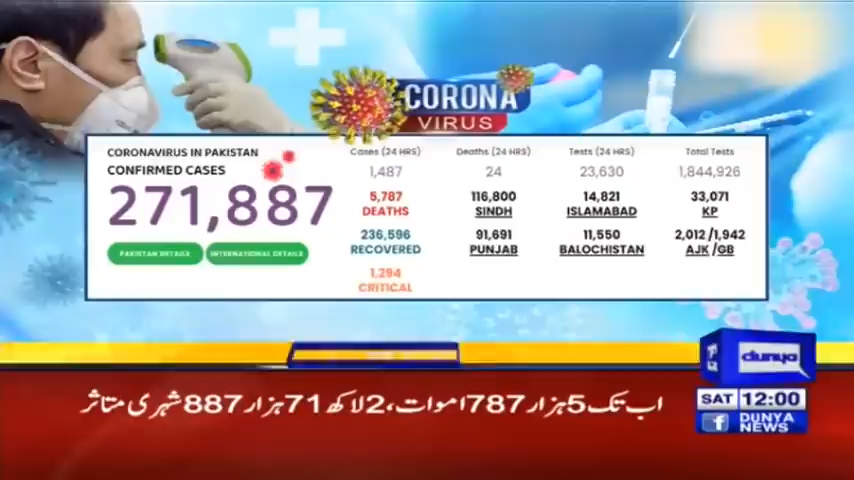 CORONA
VIRUS
CORONAVIRUS IN PAKISTAN
CONFIRMED CASES
271,887
PAKISTAN DETAILS
INTERNATIONAL DETAILS
Cases (24 HRS)
1,487
5,787
DEATHS
236,596
RECOVERED
1,294
CRITICAL
Deaths (24 HRS)
24
116,800
SINDH
91,691
PUNJAB
Tests (24 HRS)
23,630
14,821
ISLAMABAD
11,550
BALOCHISTAN
Total Tests
1,844,926
33,071
KP
2,012 /1,942
AJK /GB
dunya
SAT 12:00
DUNYA
NEWS
اب تک 5ہزار 787 اموات، 2 لاکھ 71 ہزار 887 شہری متاثر